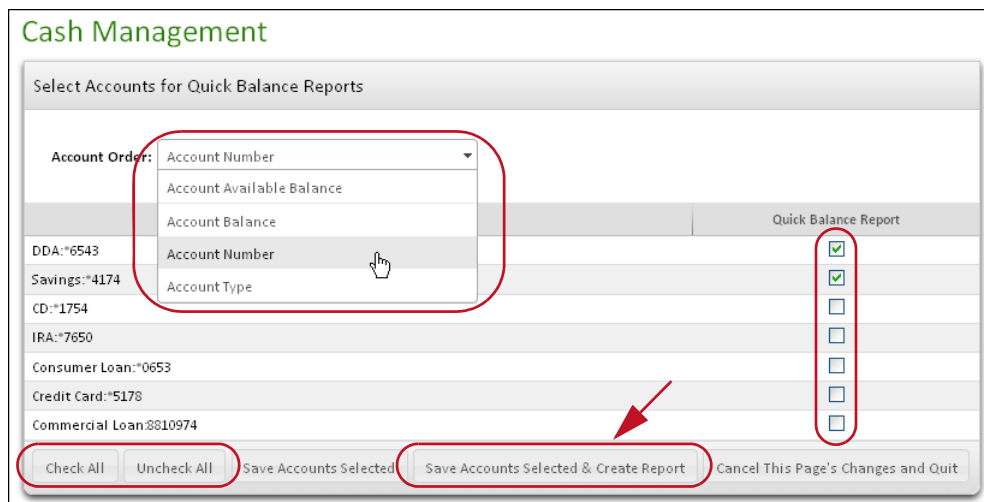 Cash Management
Select Accounts for Quick Balance Reports
Account Order: Account Number
Account Available Balance
Account Balance
Account Number
Account Type
Quick Balance Report
DDA:*6543
Savings:*4174
CD:*1754
IRA:*7650
Consumer Loan:*0653
Credit Card:*5178
Commercial Loan:8810974
Check All Uncheck All Save Accounts Selected Save Accounts Selected & Create Report Cancel This Page's Changes and Quit